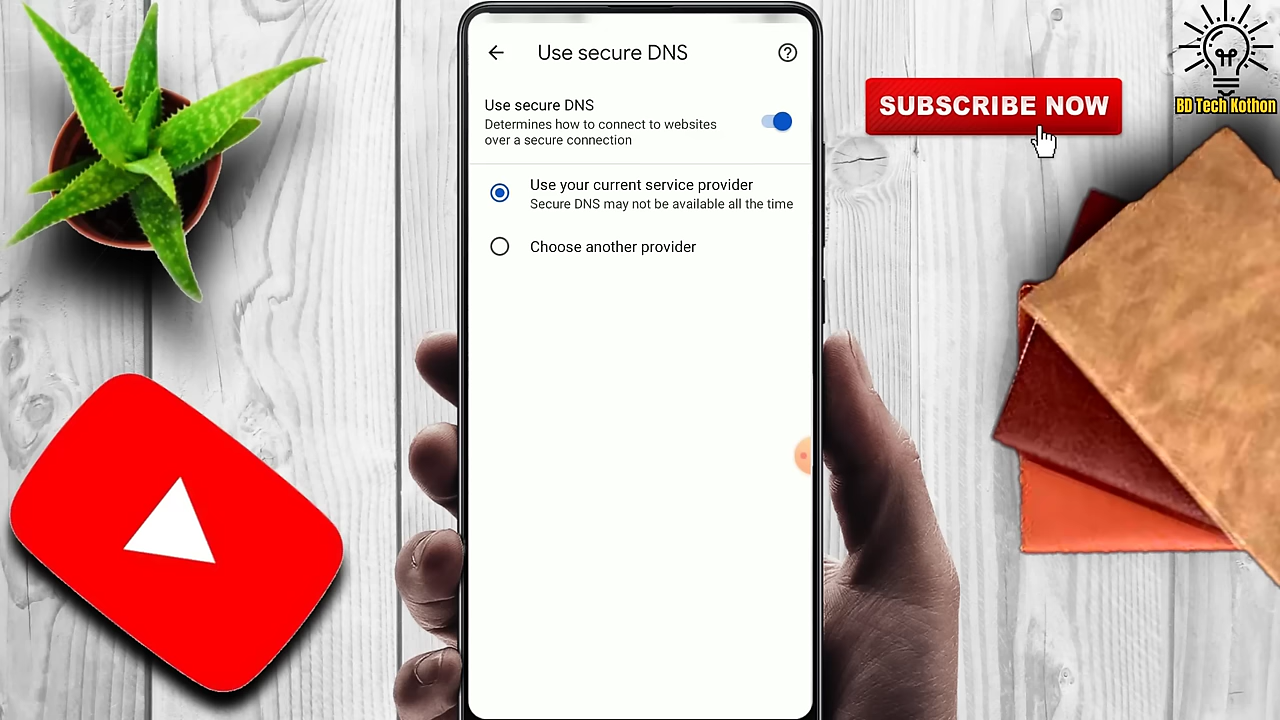 Use secure DNS
Use secure DNS
Determines how to connect to websites
over a secure connection
Use your current service provider
Secure DNS may not be available all the time
Choose another provider
SUBSCRIBE NOW
BD Tech Kothon